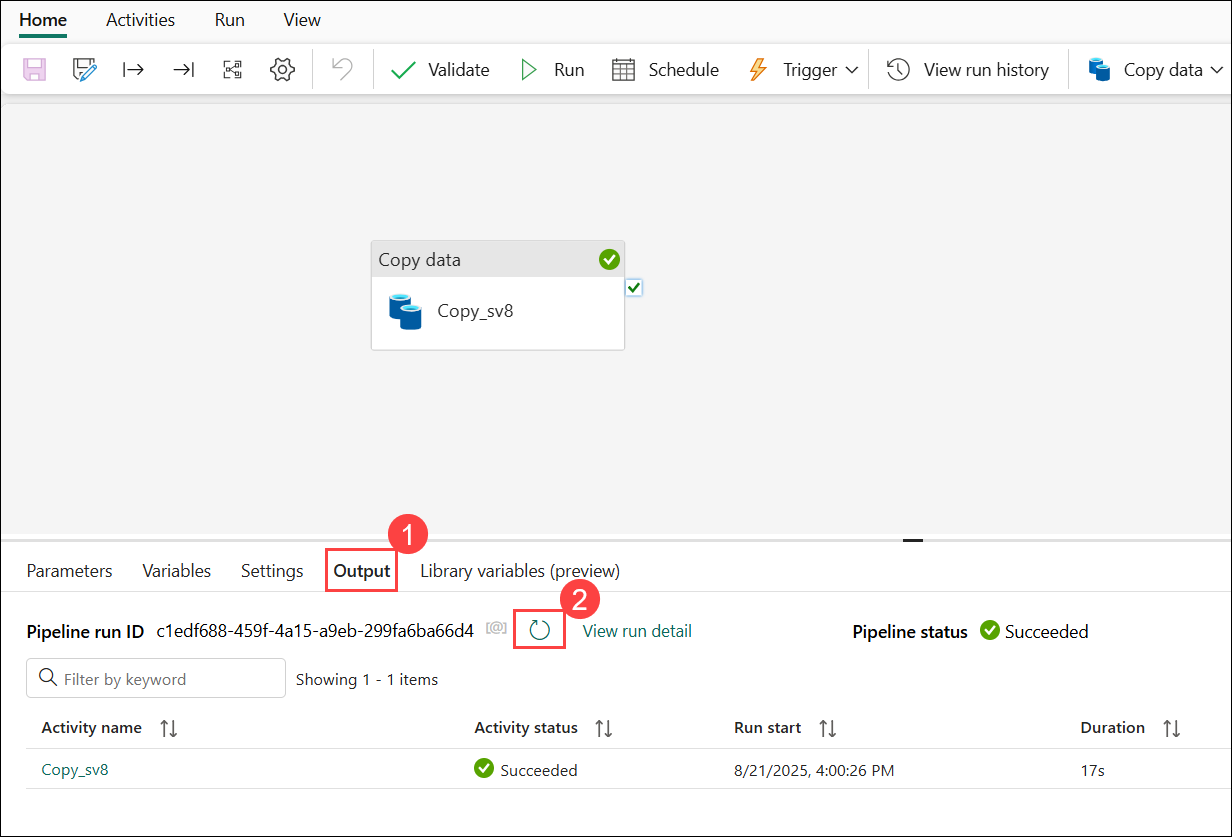 Home Activities Run View
Validate Run Schedule Trigger View run history Copy data
Copy data
Copy_sv8
1
Parameters Variables Settings Output Library variables (preview)
2
Pipeline run ID c1edf688-459f-4a15-a9eb-299fa6ba66d4 [@] View run detail Pipeline status Succeeded
Filter by keyword Showing 1 - 1 items
Activity name Activity status Run start Duration
Copy_sv8 Succeeded 8/21/2025, 4:00:26 PM 17s